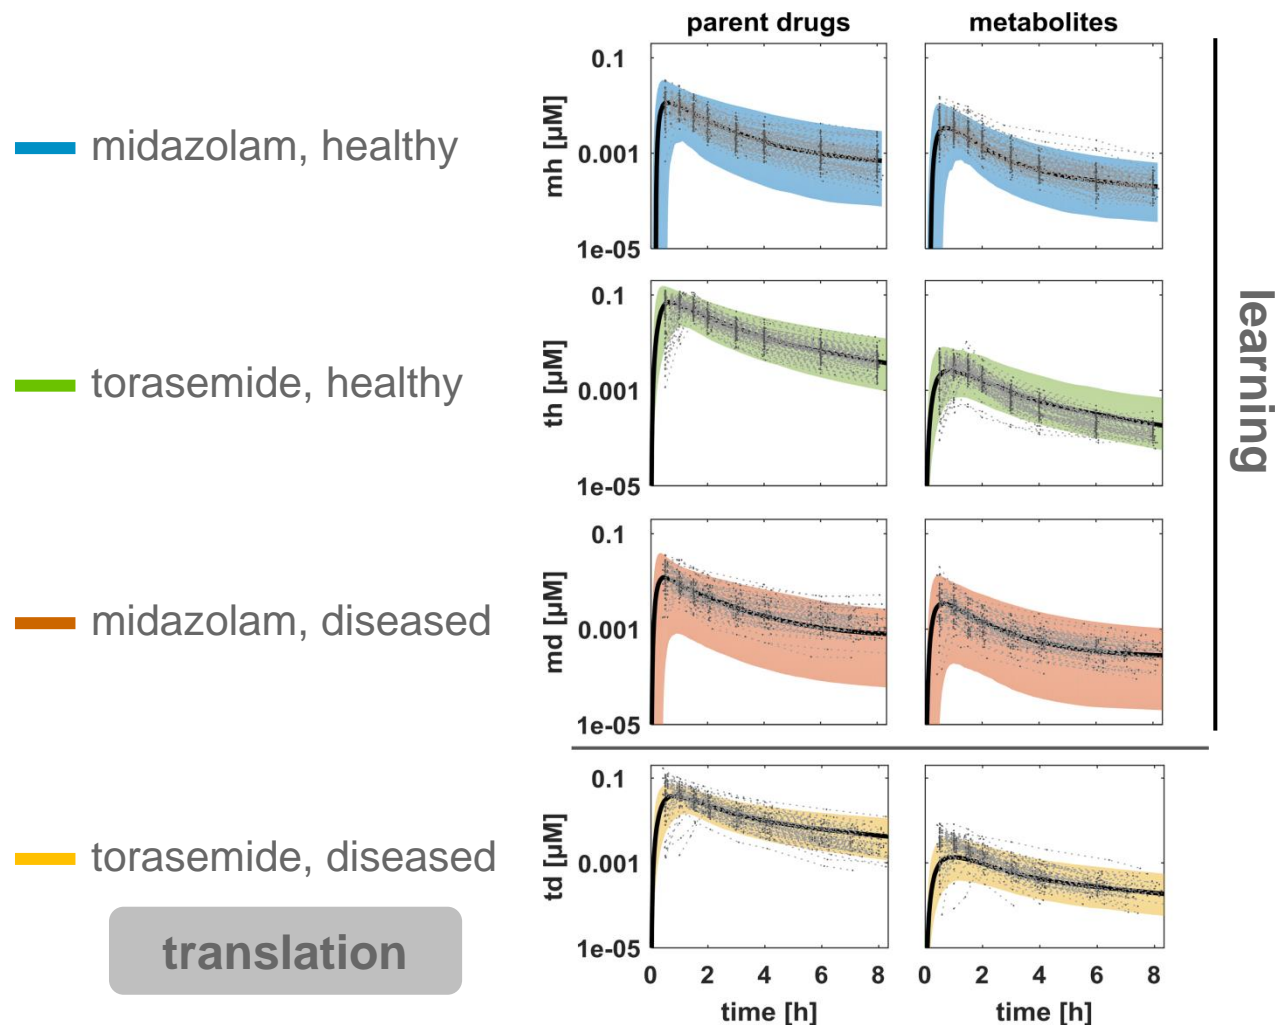 parent drugs
metabolites
midazolam, healthy
mh [µM]
0.1
0.001
1e-05
torasemide, healthy
th [µM]
0.1
0.001
1e-05
learning
midazolam, diseased
md [µM]
0.1
0.001
1e-05
torasemide, diseased
td [µM]
0.1
0.001
1e-05
translation
0 2 4 6 8
0 2 4 6 8
time [h]
time [h]